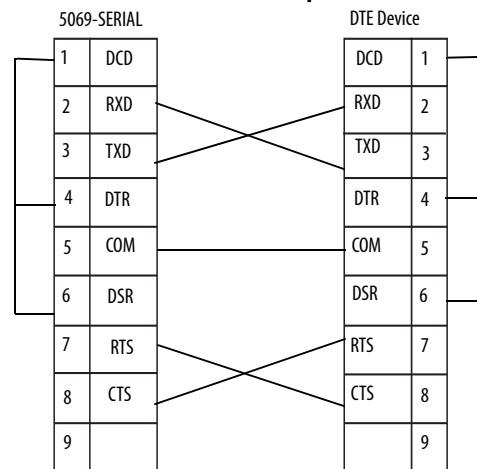 5069-SERIAL DTE Device
1 DCD DCD 1
2 RXD RXD 2
3 TXD TXD 3
4 DTR DTR 4
5 COM COM 5
6 DSR DSR 6
7 RTS RTS 7
8 CTS CTS 8
9 9